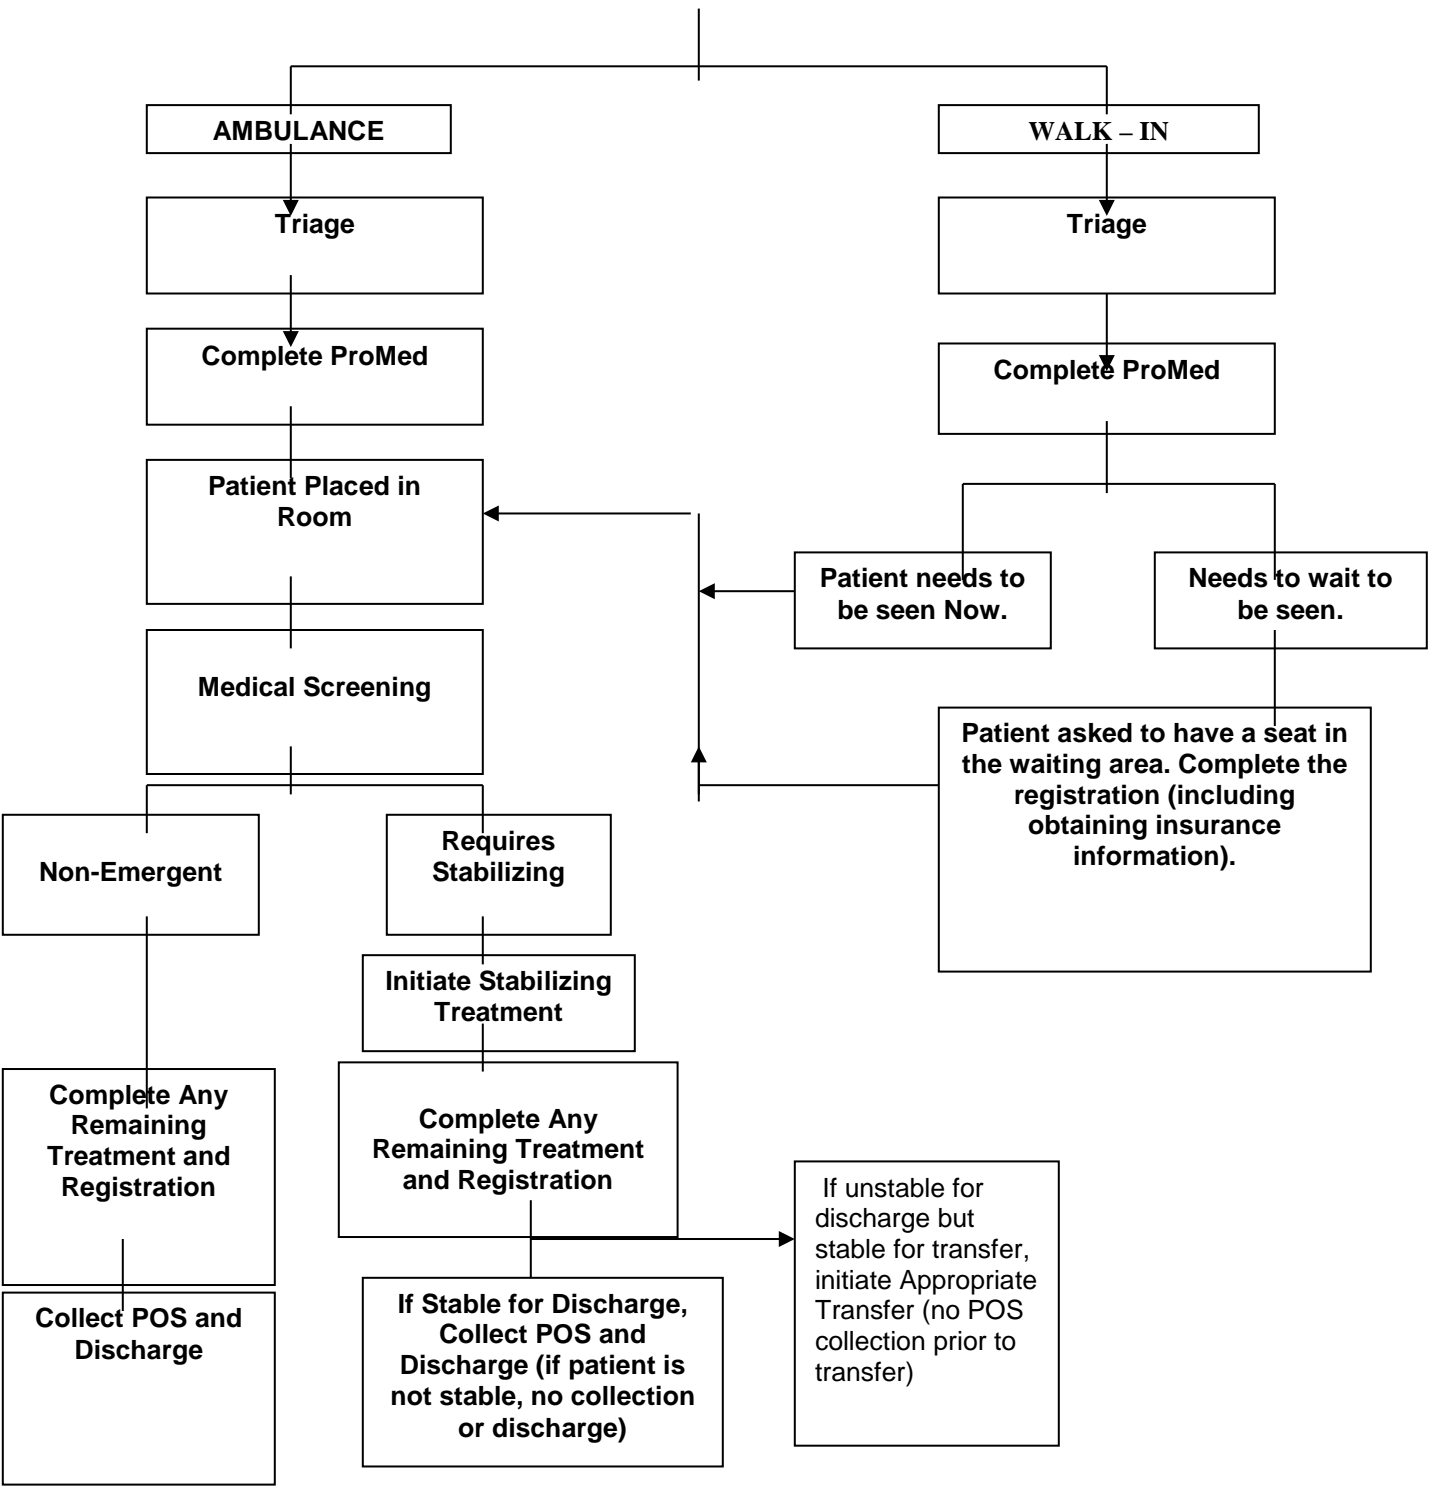 AMBULANCE
WALK – IN
Triage
Triage
Complete ProMed
Complete ProMed
Patient Placed in
Room
Patient needs to
be seen Now.
Needs to wait to
be seen.
Medical Screening
Patient asked to have a seat in
the waiting area. Complete the
registration (including
obtaining insurance
information).
Non-Emergent
Requires
Stabilizing
Initiate Stabilizing
Treatment
Complete Any
Remaining
Treatment and
Registration
Complete Any
Remaining Treatment
and Registration
If unstable for
discharge but
stable for transfer,
initiate Appropriate
Transfer (no POS
collection prior to
transfer)
Collect POS and
Discharge
If Stable for Discharge,
Collect POS and
Discharge (if patient is
not stable, no collection
or discharge)